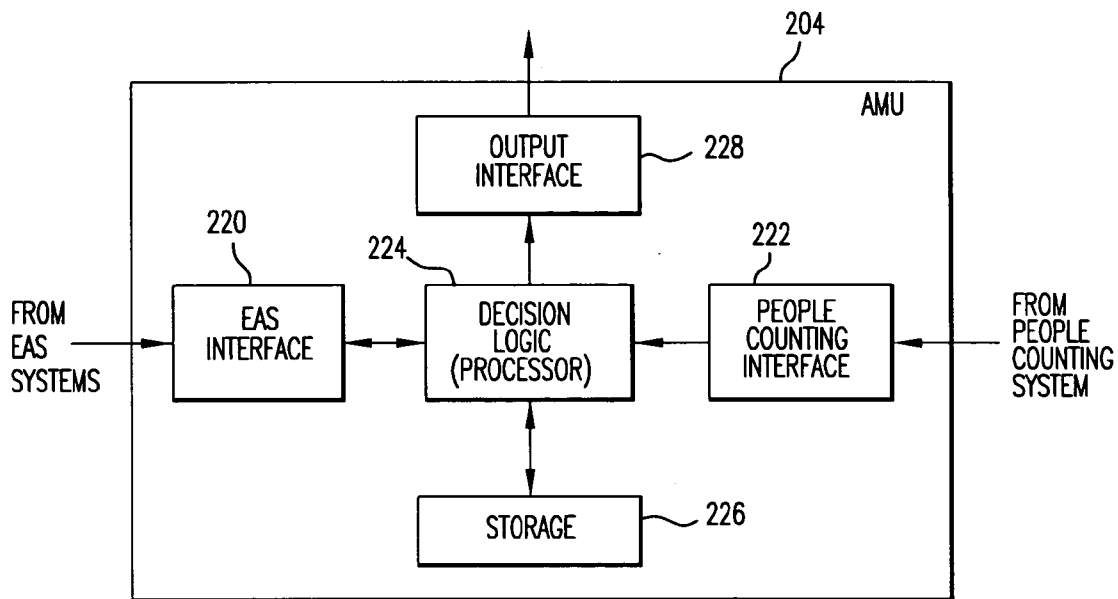 204
AMU
OUTPUT
INTERFACE
228
220
224
222
FROM
EAS
SYSTEMS
EAS
INTERFACE
DECISION
LOGIC
(PROCESSOR)
PEOPLE
COUNTING
INTERFACE
FROM
PEOPLE
COUNTING
SYSTEM
STORAGE
226